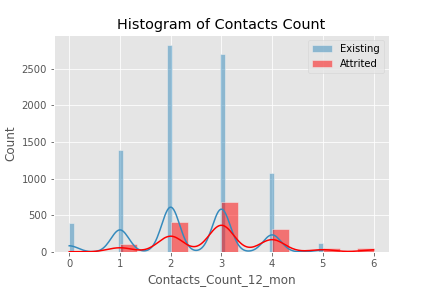 Histogram of Contacts Count
Existing
Attrited
Count
2500
2000
1500
1000
500
0
0 1 2 3 4 5 6
Contacts_Count_12_mon